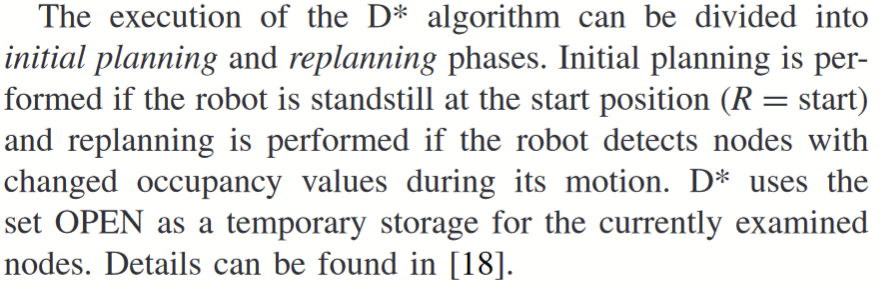 The execution of the D* algorithm can be divided into
initial planning and replanning phases. Initial planning is per-
formed if the robot is standstill at the start position (R = start)
and replanning is performed if the robot detects nodes with
changed occupancy values during its motion. D* uses the
set OPEN as a temporary storage for the currently examined
nodes. Details can be found in [18].